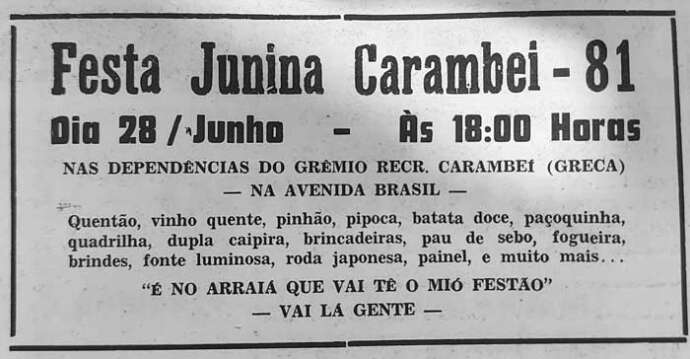 Festa Junina Carambei - 81
Dia 28 / Junho - Às 18:00 Horas
NAS DEPENDÊNCIAS DO GRÊMIO RECR. CARAMBEÍ (GRECA)
— NA AVENIDA BRASIL —
Quentão, vinho quente, pinhão, pipoca, batata doce, paçoquinha,
quadrilha, dupla caipira, brincadeiras, pau de sebo, fogueira,
brindes, fonte luminosa, roda japonesa, painel, e muito mais...
“É NO ARRAIÁ QUE VAI TÊ O MIÓ FESTÃO”
— VAI LÁ GENTE —